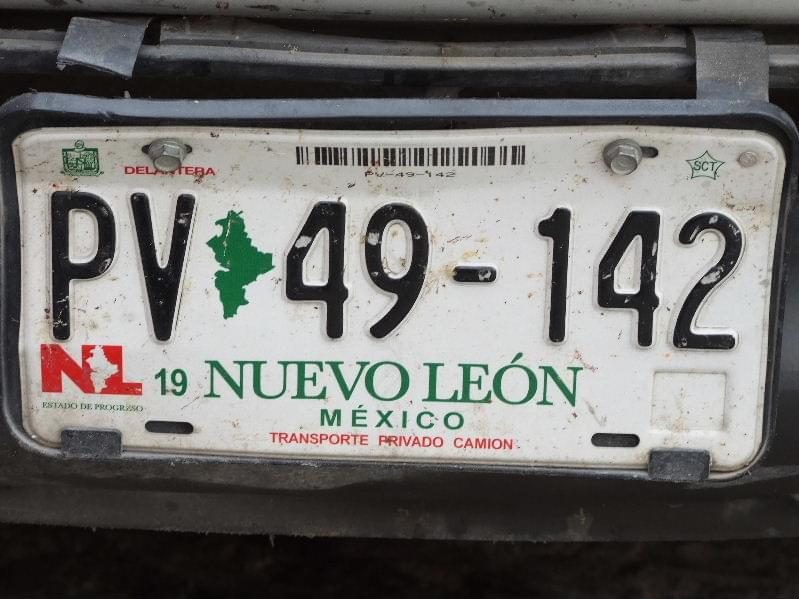 DELANTERA
PV-49-142
SCT
PV 49-142
NL
ESTADO DE PROGRESO
19 NUEVO LEÓN
MÉXICO
TRANSPORTE PRIVADO CAMION